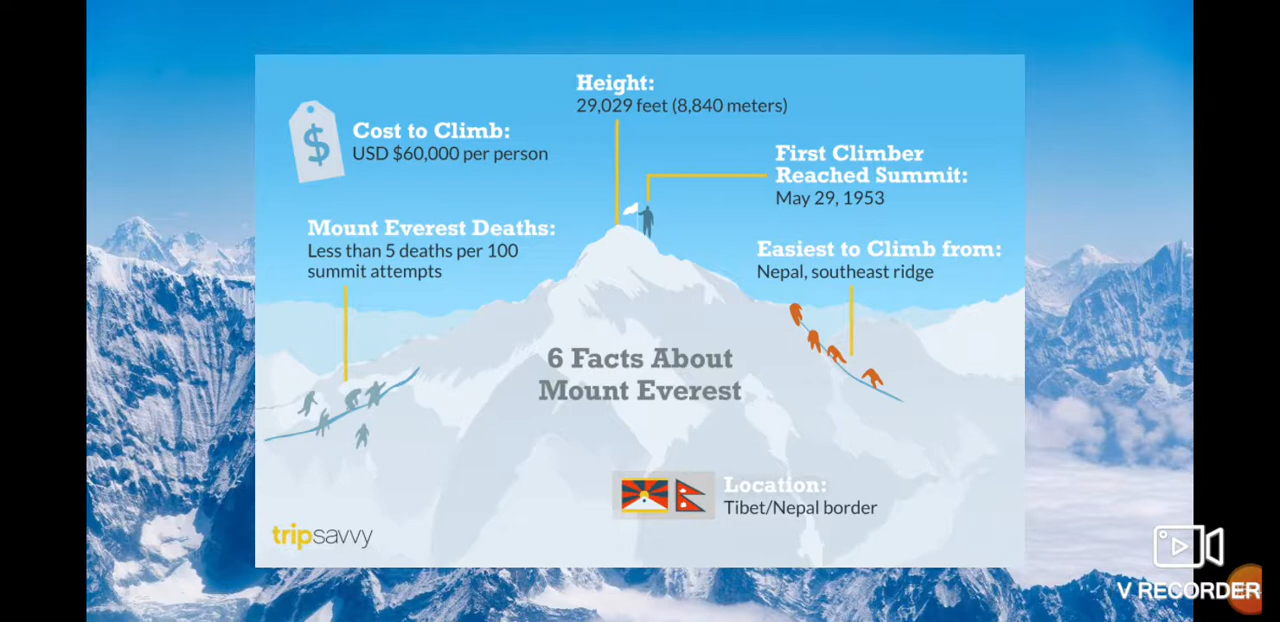 Height:
29,029 feet (8,840 meters)
Cost to Climb:
USD $60,000 per person
First Climber
Reached Summit:
May 29, 1953
Mount Everest Deaths:
Less than 5 deaths per 100
summit attempts
Easiest to Climb from:
Nepal, southeast ridge
6 Facts About
Mount Everest
Location:
Tibet/Nepal border
tripsavvy
V RECORDER